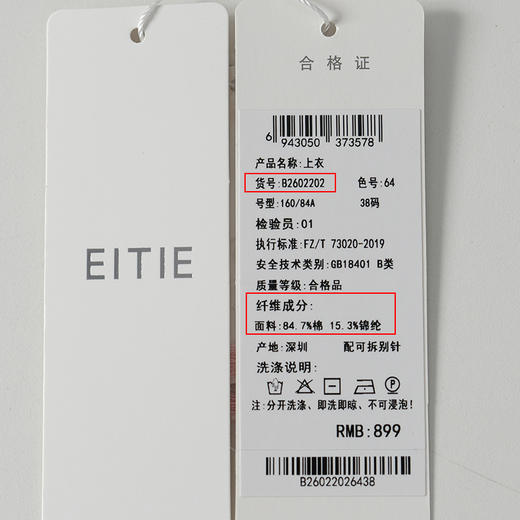 EITIE
合格证
6 943050 373578
产品名称:上衣
货号:B2602202 色号:64
号型:160/84A 38码
检验员:01
执行标准:FZ/T 73020-2019
安全技术类别:GB18401 B类
质量等级:合格品
纤维成分:
面料:84.7%棉 15.3%锦纶
产地:深圳 配可拆别针
洗涤说明:
注:分开洗涤、即洗即晾、不可浸泡!
RMB:899
B26022026438